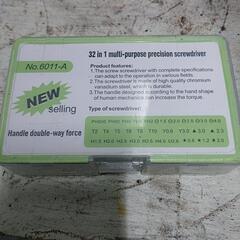 32 in 1 multi-purpose precision screwdriver
No.6011-A
Product features:
1.The screw screwdriver with complete specifications
can adapt to the operation in various fields.
2.The screwdriver is made of high quality chromium
vanadium steel, which is durable.
3.The handle designed according to the hand shape
of human mechanics can increase the torque.
NEW
selling
Type of screwdriver:
Handle double-way force
T2 T4 T5 T6 T7 T8 T10